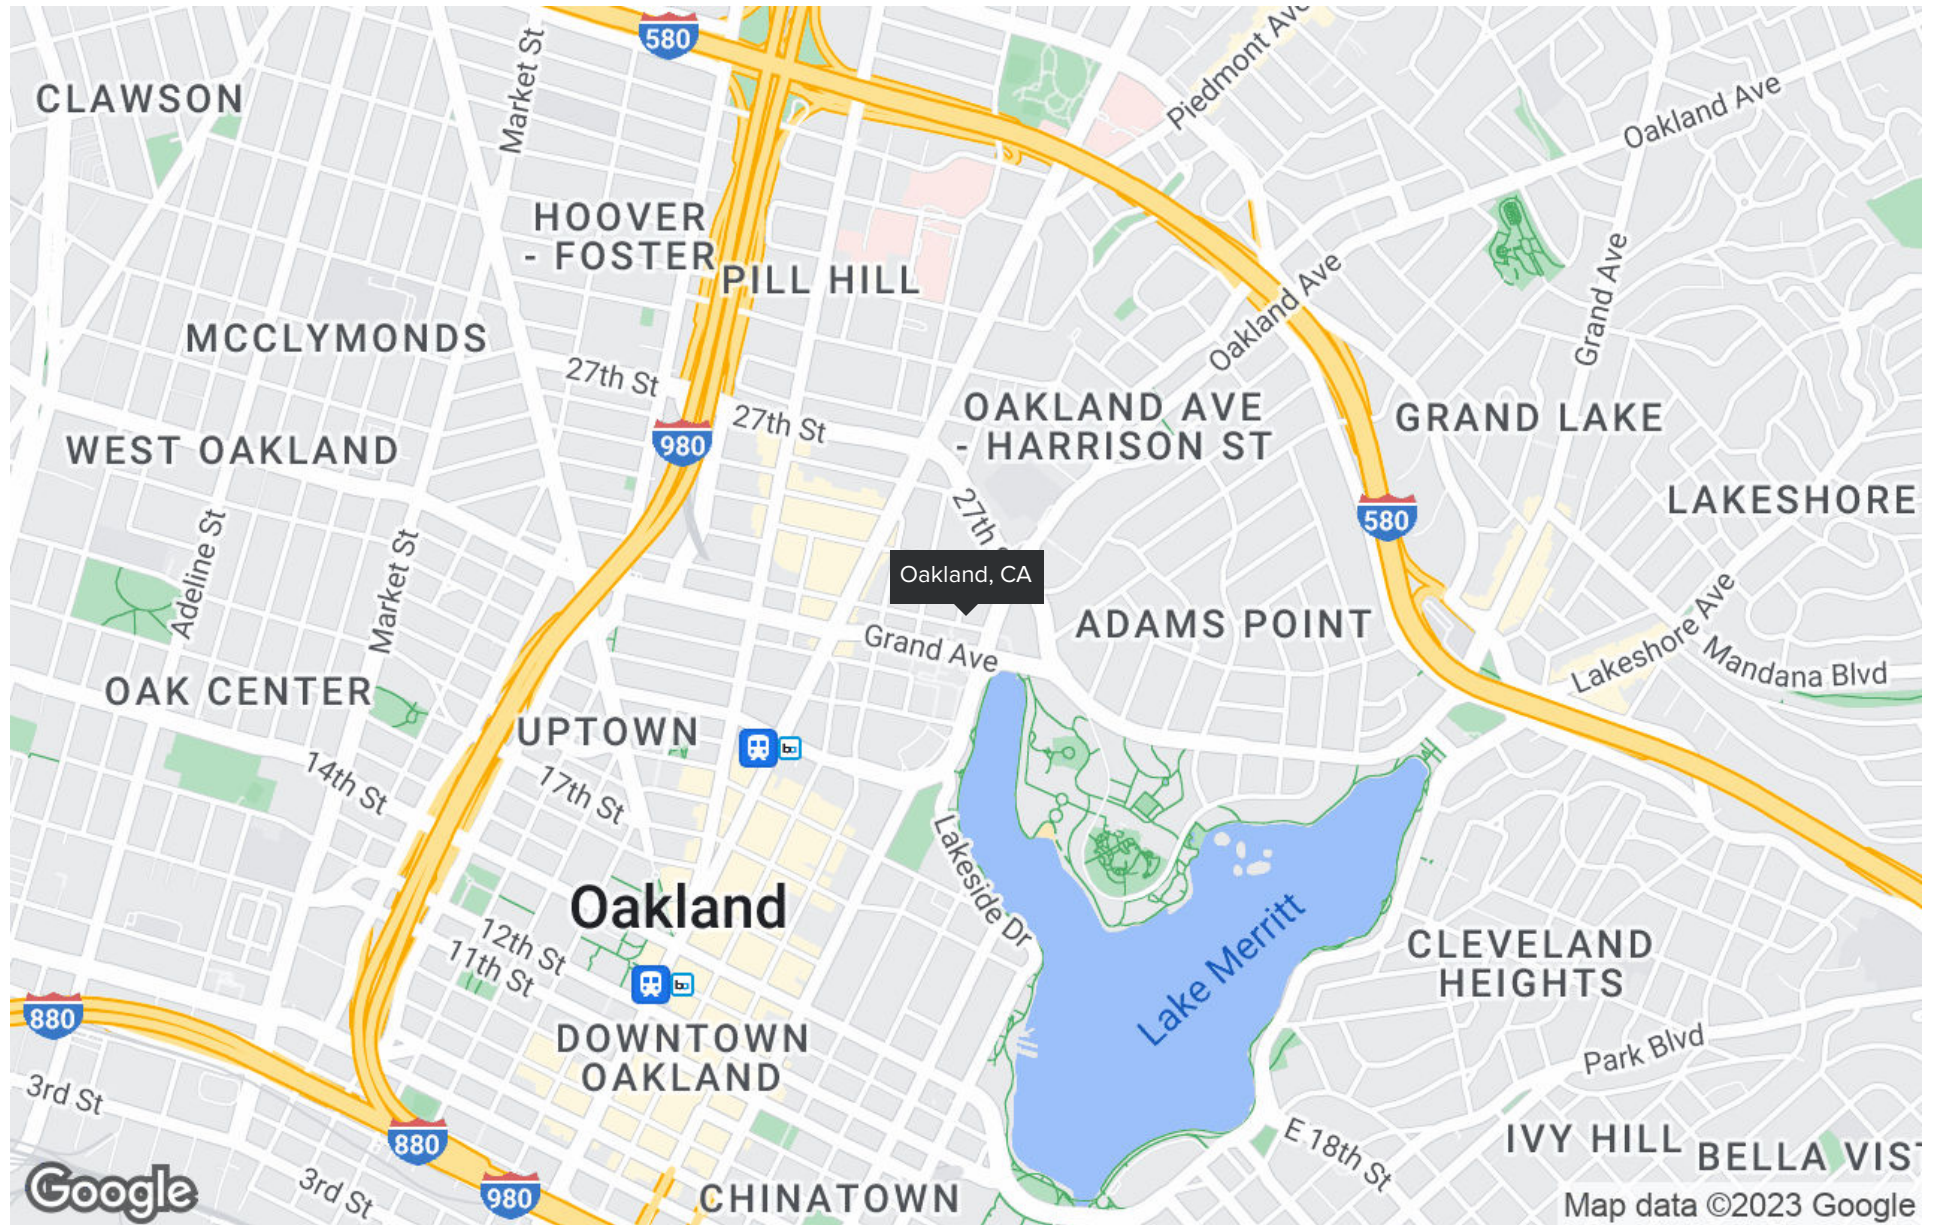 580
Piedmont Ave
CLAWSON
Market St
Oakland Ave
HOOVER
- FOSTER
PILL HILL
Grand Ave
Oakland Ave
MCCLYMONDS
27th St
27th St
980
OAKLAND AVE
- HARRISON ST
GRAND LAKE
WEST OAKLAND
LAKESHORE
580
27th
Adeline St
Market St
Oakland, CA
ADAMS POINT
Grand Ave
Lakeshore Ave
Mandana Blvd
OAK CENTER
UPTOWN
14th St
17th St
Lakeside Dr
Oakland
12th St
11th St
Lake Merritt
CLEVELAND
HEIGHTS
880
DOWNTOWN
OAKLAND
Park Blvd
3rd St
880
E 18th St
IVY HILL
BELLA VIS
Google
3rd St
980
CHINATOWN
Map data ©2023 Google